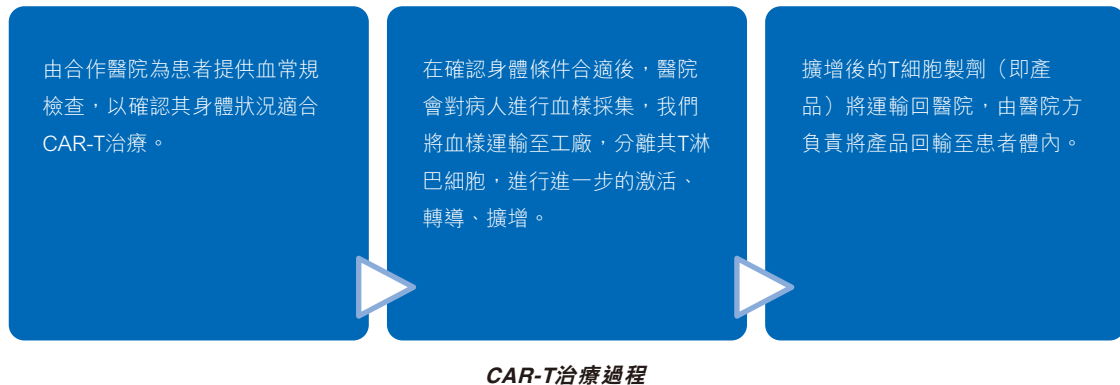 由合作醫院為患者提供血常規
檢查，以確認其身體狀況適合
CAR-T治療。
在確認身體條件合適後，醫院
會對病人進行血樣採集，我們
將血樣運輸至工廠，分離其T淋
巴細胞，進行進一步的激活、
轉導、擴增。
擴增後的T細胞製劑（即產
品）將運輸回醫院，由醫院方
負責將產品回輸至患者體內。
CAR-T治療過程